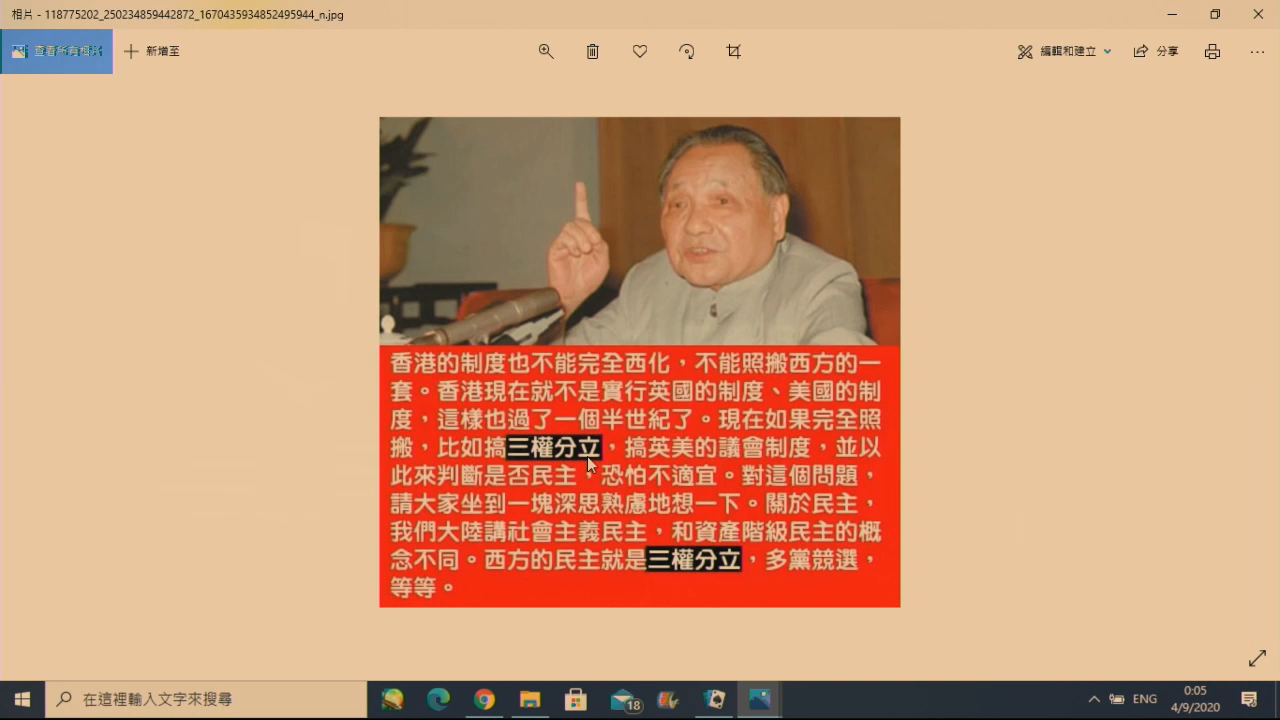 相片 - 118775202_250234859442872_1670435934852495944_n.jpg
查看所有相片
新增至
編輯和建立
分享
香港的制度也不能完全西化，不能照搬西方的一
套。香港現在就不是實行英國的制度、美國的制
度，這樣也過了一個半世紀了。現在如果完全照
搬，比如搞三權分立，搞英美的議會制度，並以
此來判斷是否民主，恐怕不適宜。對這個問題，
請大家坐到一塊深思熟慮地想一下。關於民主，
我們大陸講社會主義民主，和資產階級民主的概
念不同。西方的民主就是三權分立，多黨競選，
等等。
在這裡輸入文字來搜尋
18
ENG
0:05
4/9/2020